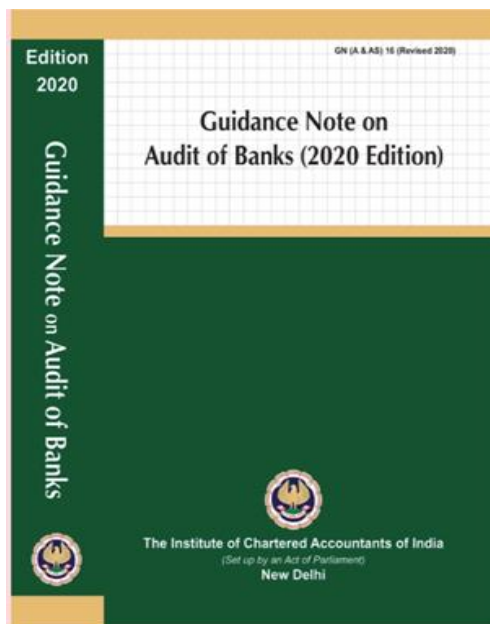 Edition
2020
Guidance Note on Audit of Banks
GN (A & AS) 16 (Revised 2020)
Guidance Note on
Audit of Banks (2020 Edition)
The Institute of Chartered Accountants of India
(Set up by an Act of Parliament)
New Delhi